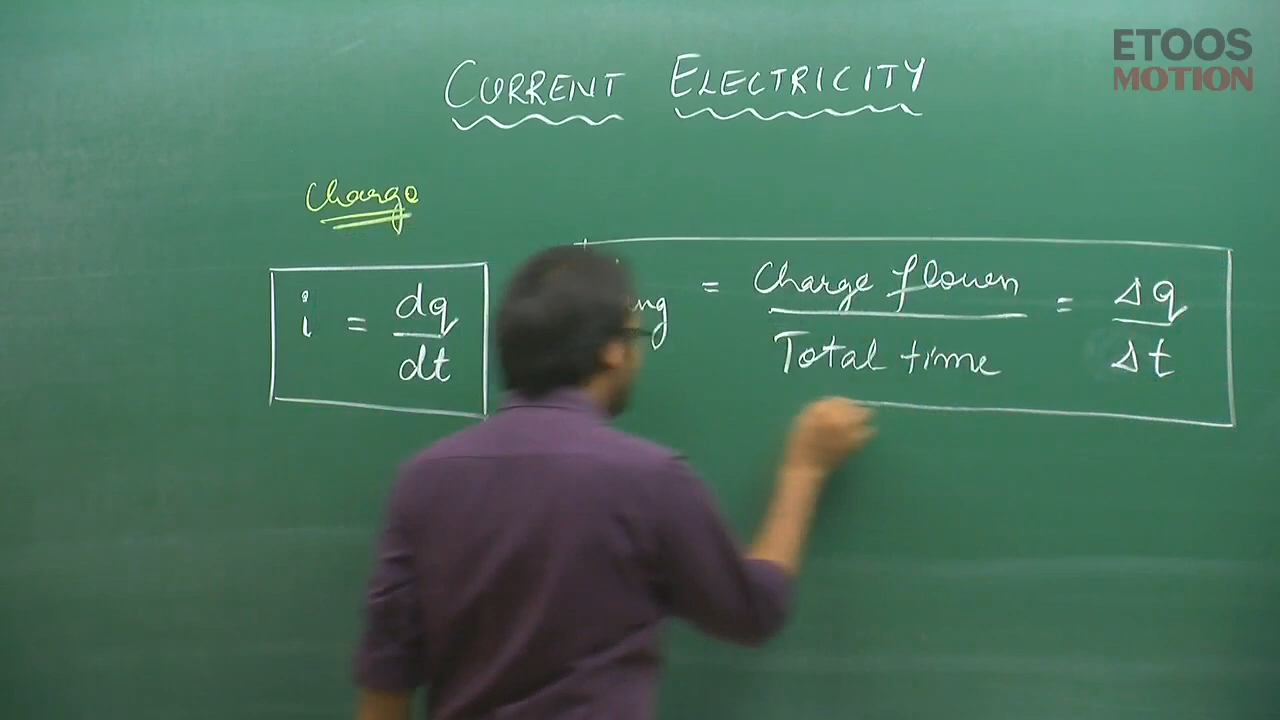 ETOOS
MOTION
CURRENT ELECTRICITY
Charge
i = dq/dt
= Charge flown / Total time = Δq/Δt